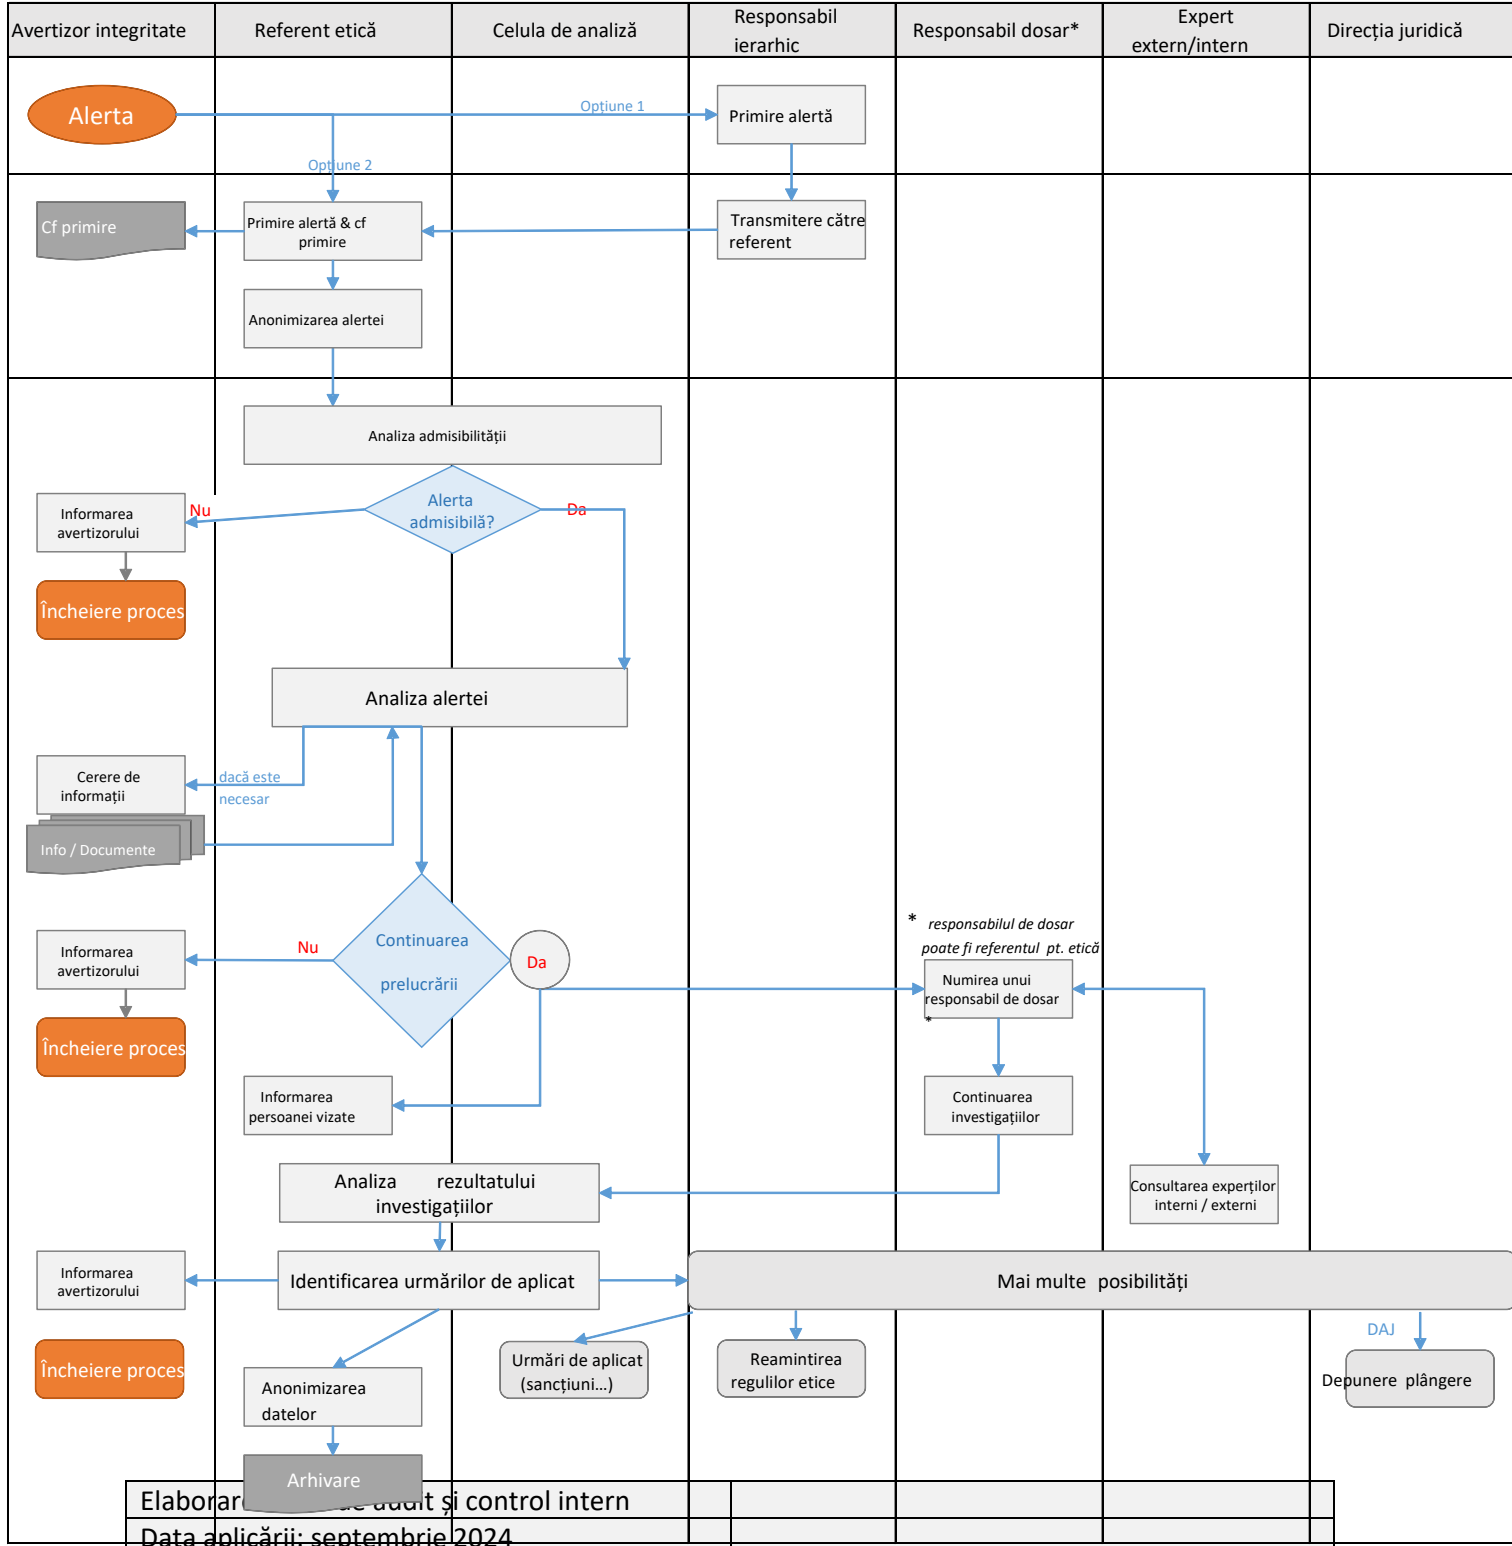 Avertizor integritate
Referent etică
Celula de analiză
Responsabil
ierarhic
Responsabil dosar*
Expert
extern/intern
Direcția juridică
Alerta
Opțiune 1
Primire alertă
Opțiune 2
Cf primire
Primire alertă & cf
primire
Transmitere către
referent
Anonimizarea alertei
Analiza admisibilității
Alerta
admisibilă?
Nu
Da
Informarea
avertizorului
Încheiere proces
Analiza alertei
Cerere de
informații
dacă este
necesar
Info / Documente
Continuarea
prelucrării
Nu
Da
Informarea
avertizorului
Încheiere proces
* responsabilul de dosar
poate fi referentul pt. etică
Numirea unui
responsabil de dosar
*
Informarea
persoanei vizate
Continuarea
investigațiilor
Analiza rezultatului
investigațiilor
Consultarea experților
interni / externi
Informarea
avertizorului
Identificarea urmărilor de aplicat
Mai multe posibilități
DAJ
Încheiere proces
Urmări de aplicat
(sancțiuni...)
Reamintirea
regulilor etice
Depunere plângere
Anonimizarea
datelor
Arhivare
audit și control intern
Data aplicării: septembrie 2024